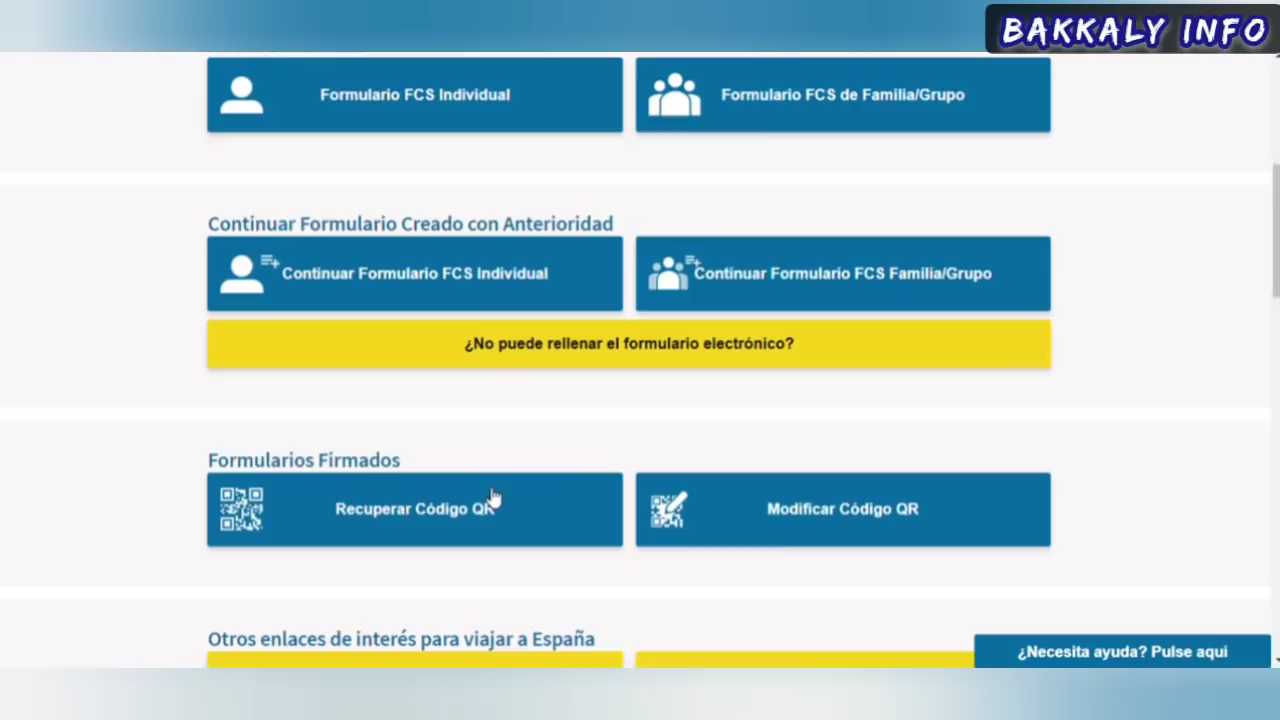 BAKKALY INFO
Formulario FCS Individual
Formulario FCS de Familia/Grupo
Continuar Formulario Creado con Anterioridad
Continuar Formulario FCS Individual
Continuar Formulario FCS Familia/Grupo
¿No puede rellenar el formulario electrónico?
Formularios Firmados
Recuperar Código QR
Modificar Código QR
Otros enlaces de interés para viajar a España
¿Necesita ayuda? Pulse aqui